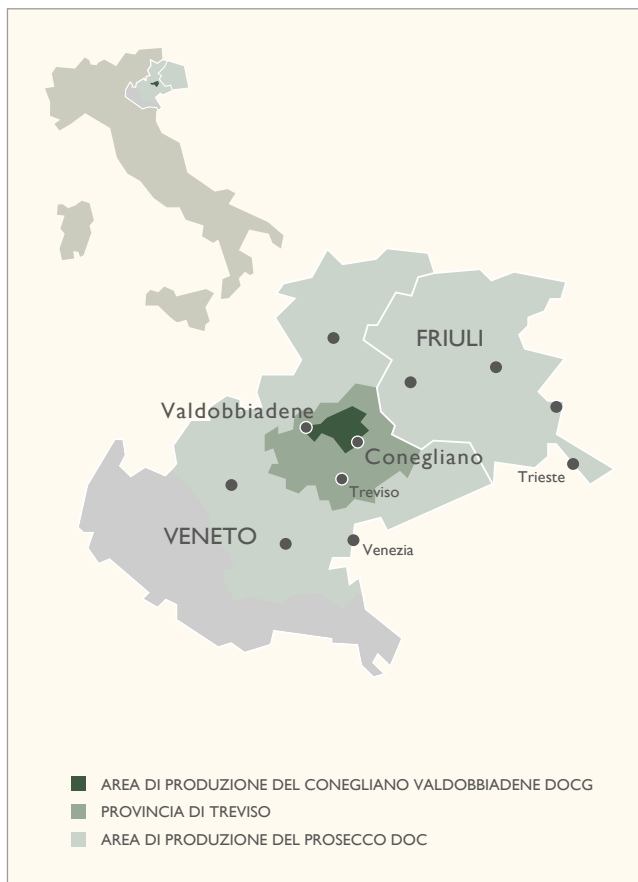 FRIULI
Valdobbiadene
Conegliano
Trieste
Treviso
VENETO
Venezia
AREA DI PRODUZIONE DEL CONEGLIANO VALDOBBIADENE DOCG
PROVINCIA DI TREVISO
AREA DI PRODUZIONE DEL PROSECCO DOC